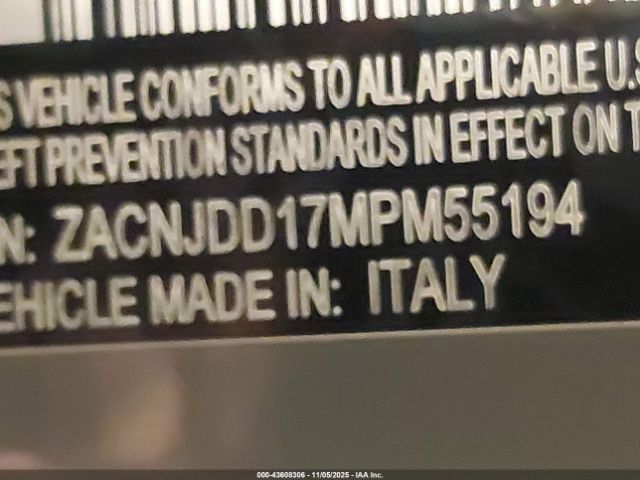 S VEHICLE CONFORMS TO ALL APPLICABLE U.S
EFT PREVENTION STANDARDS IN EFFECT ON T
N: ZACNJDD17MPM55194
EHICLE MADE IN: ITALY
000-43608306 - 11/05/2025 - IAA Inc.